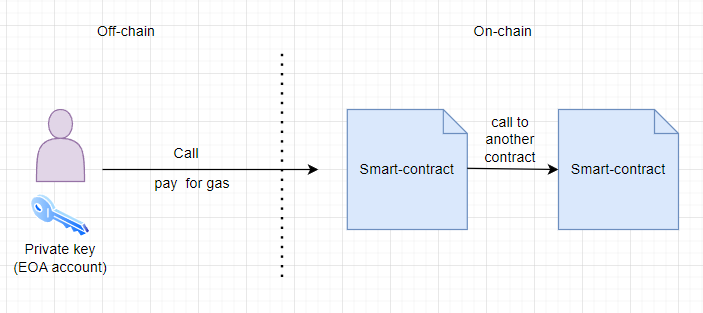 Off-chain
On-chain
Call
pay for gas
Private key
(EOA account)
Smart-contract
call to
another
contract
Smart-contract